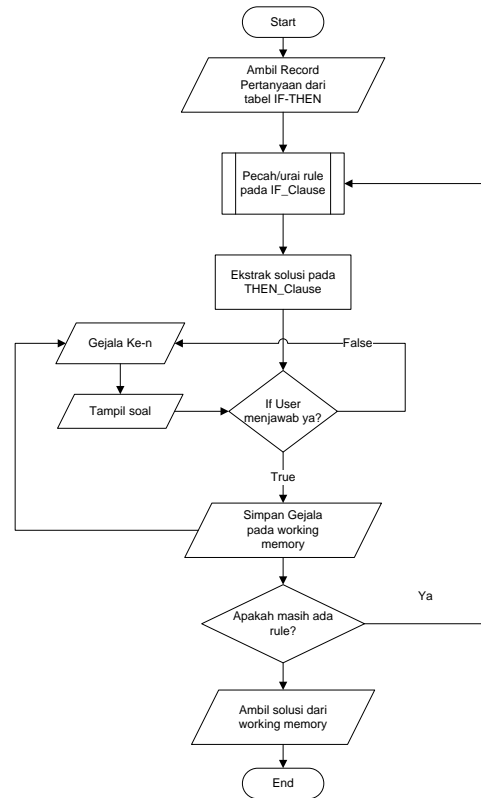 Start
Ambil Record
Pertanyaan dari
tabel IF-THEN
Pecah/urai rule
pada IF_Clause
Ekstrak solusi pada
THEN_Clause
Gejala Ke-n
False
Tampil soal
If User
menjawab ya?
True
Simpan Gejala
pada working
memory
Ya
Apakah masih ada
rule?
Ambil solusi dari
working memory
End